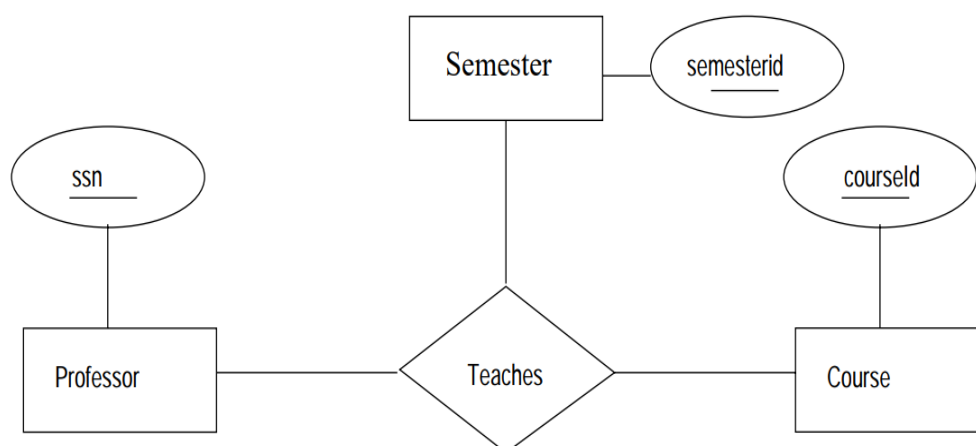 Semester
semesterid
ssn
courseId
Professor
Teaches
Course